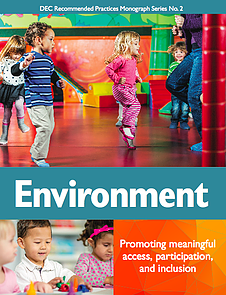 DEC Recommended Practices Monograph Series No. 2
Environment
Promoting meaningful
access, participation,
and inclusion